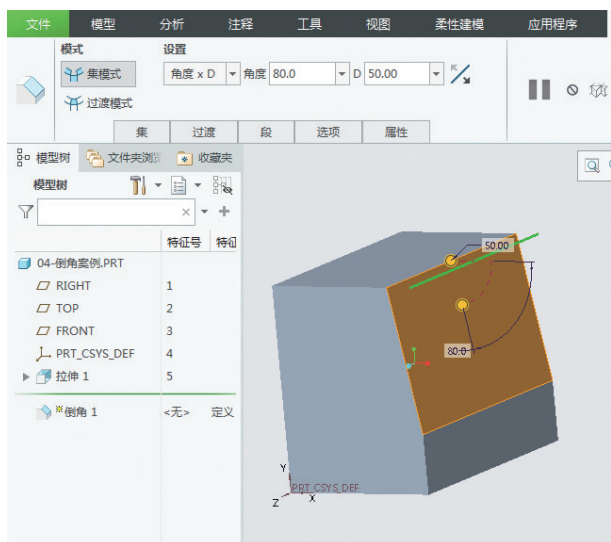 文件 模型 分析 注释 工具 视图 柔性建模 应用程序
模式 设置
集模式 角度 x D 角度 80.0 D 50.00
过渡模式
集 过渡 段 选项 属性
模型树 文件夹浏 收藏夹
模型树
特征号 特征
04-倒角案例.PRT
RIGHT 1
TOP 2
FRONT 3
PRT_CSYS_DEF 4
拉伸 1 5
倒角 1 <无> 定义
50.00
80.0
Y
PRT_CSYS_DEF
Z X